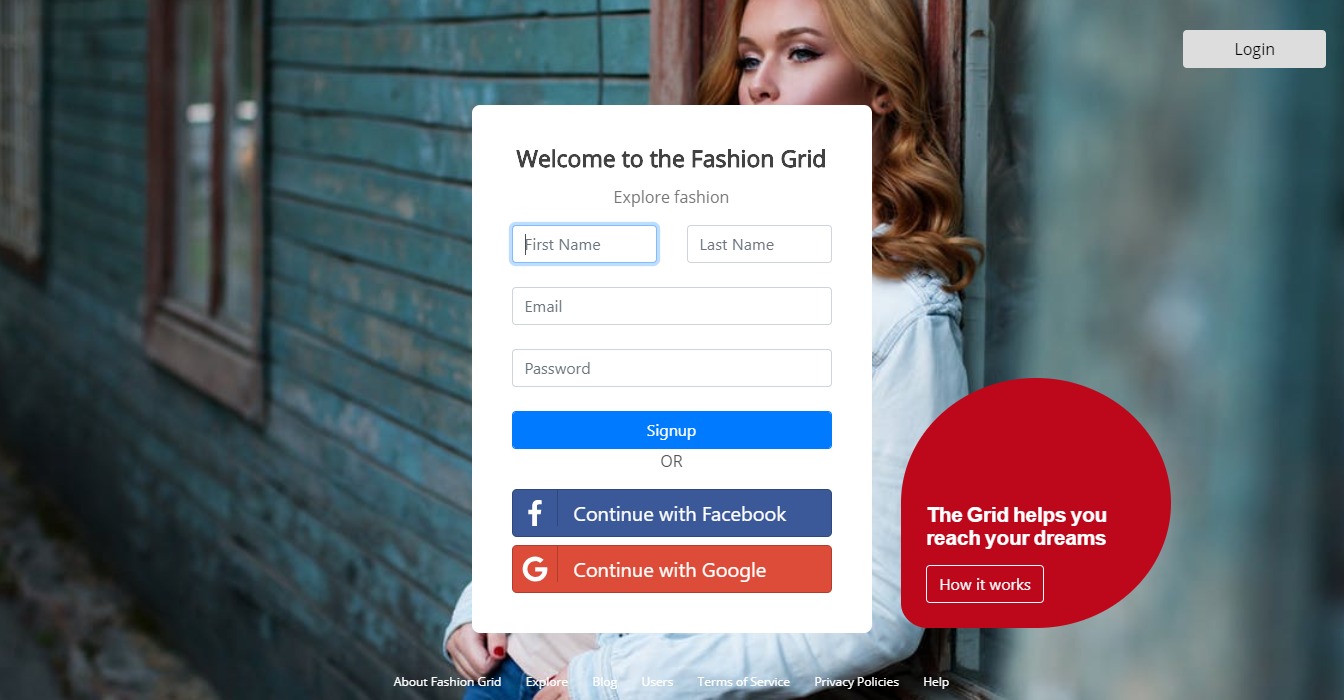 Login
Welcome to the Fashion Grid
Explore fashion
First Name
Last Name
Email
Password
Signup
OR
Continue with Facebook
Continue with Google
The Grid helps you
reach your dreams
How it works
About Fashion Grid Explore Blog Users Terms of Service Privacy Policies Help